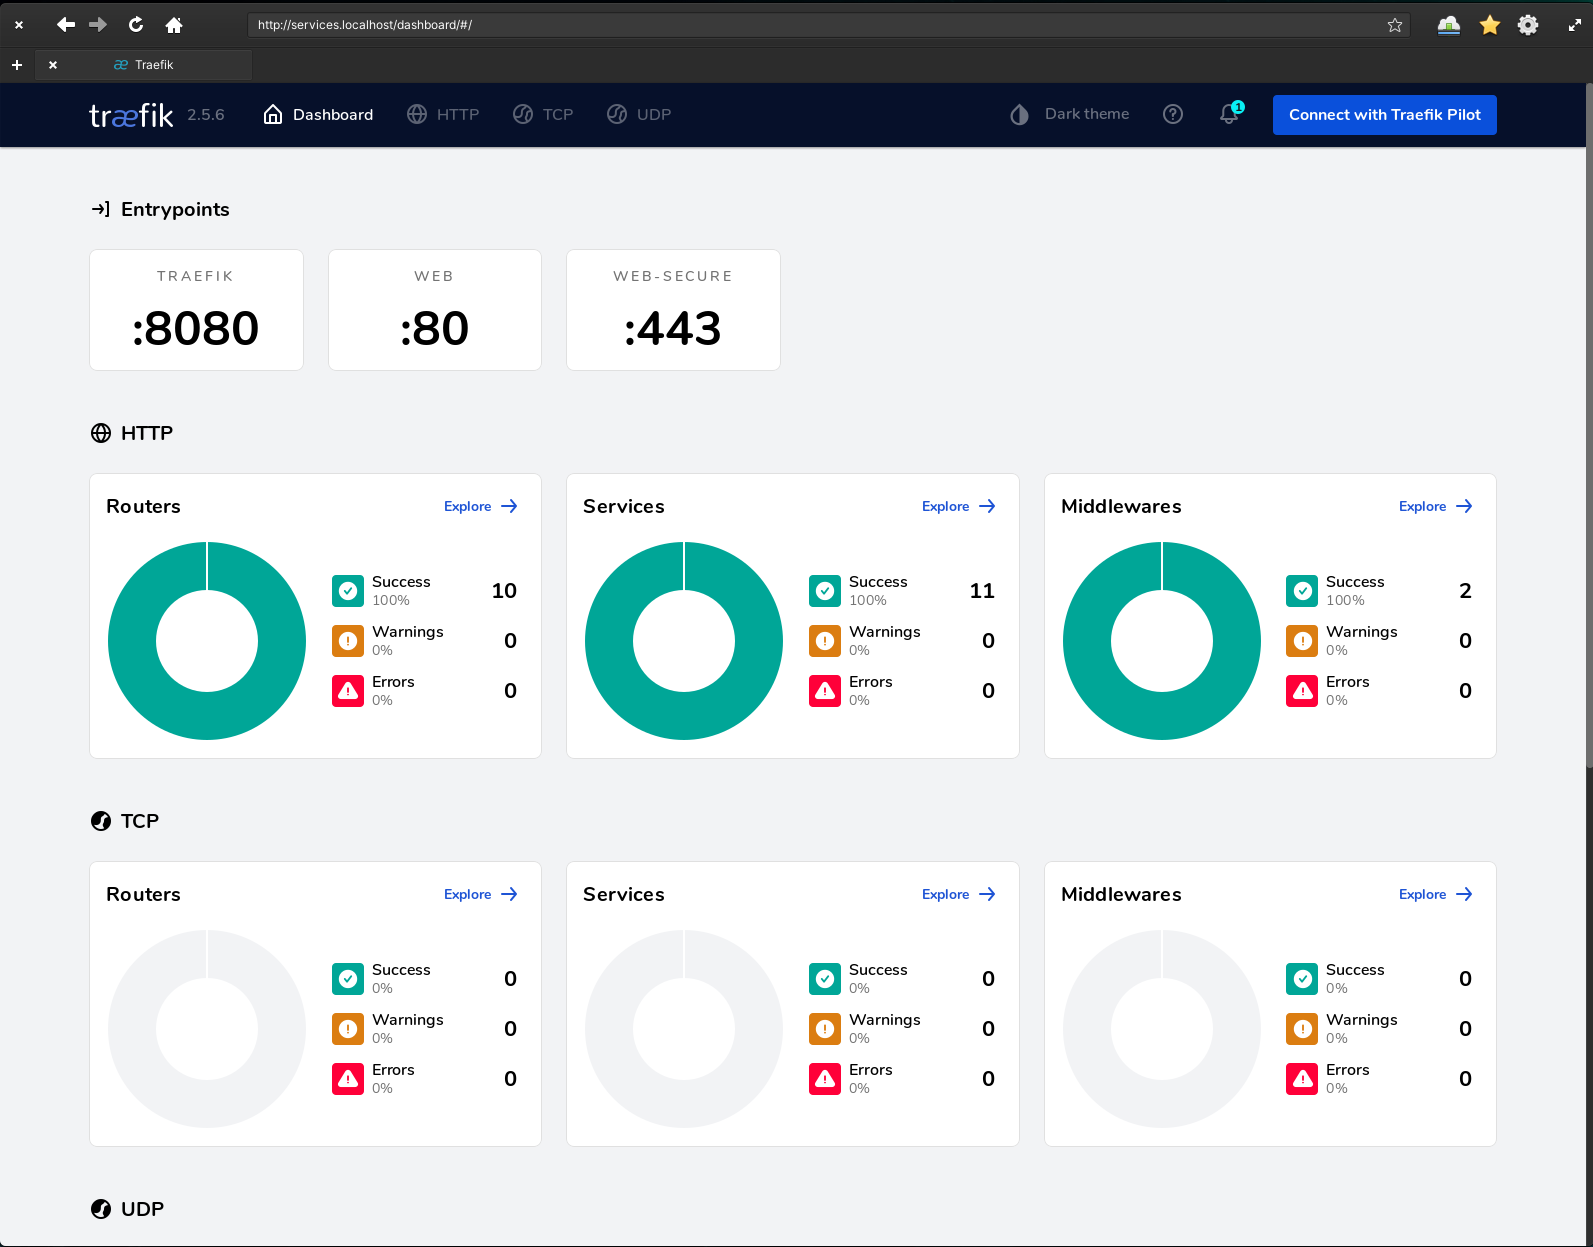 http://services.localhost/dashboard/#/
Traefik
træfik 2.5.6 Dashboard HTTP TCP UDP Dark theme 1 Connect with Traefik Pilot
Entrypoints
TRAEFIK WEB WEB-SECURE
:8080 :80 :443
HTTP
Routers Explore
Success 10
100%
Warnings 0
0%
Errors 0
0%
Services Explore
Success 11
100%
Warnings 0
0%
Errors 0
0%
Middlewares Explore
Success 2
100%
Warnings 0
0%
Errors 0
0%
TCP
Routers Explore
Success 0
0%
Warnings 0
0%
Errors 0
0%
Services Explore
Success 0
0%
Warnings 0
0%
Errors 0
0%
Middlewares Explore
Success 0
0%
Warnings 0
0%
Errors 0
0%
UDP